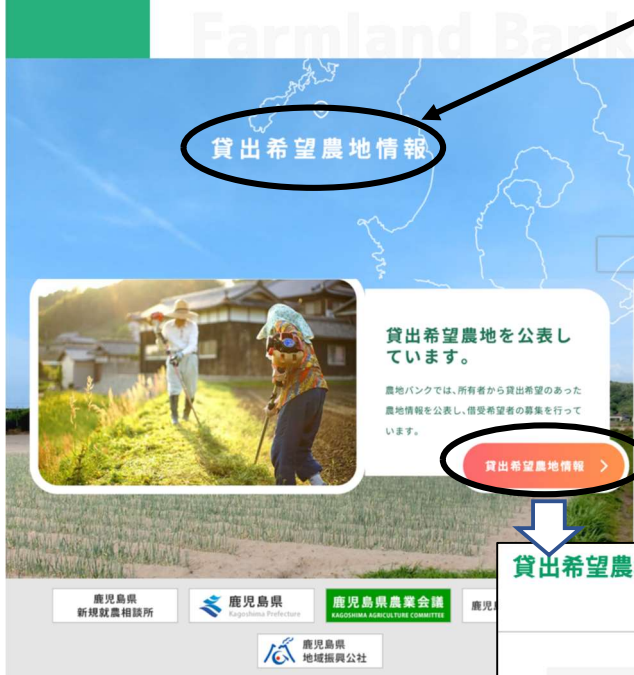 Farmland Bank
貸出希望農地情報
貸出希望農地を公表し
ています。
農地バンクでは、所有者から貸出希望のあった
農地情報を公表し、借受希望者の募集を行って
います。
貸出希望農地情報
貸出希望農
鹿児島県
新規就農相談所
鹿児島県
Kagoshima Prefecture
鹿児島県農業会議
KAGOSHIMA AGRICULTURE COMMITTEE
鹿児
鹿児島県
地域振興公社